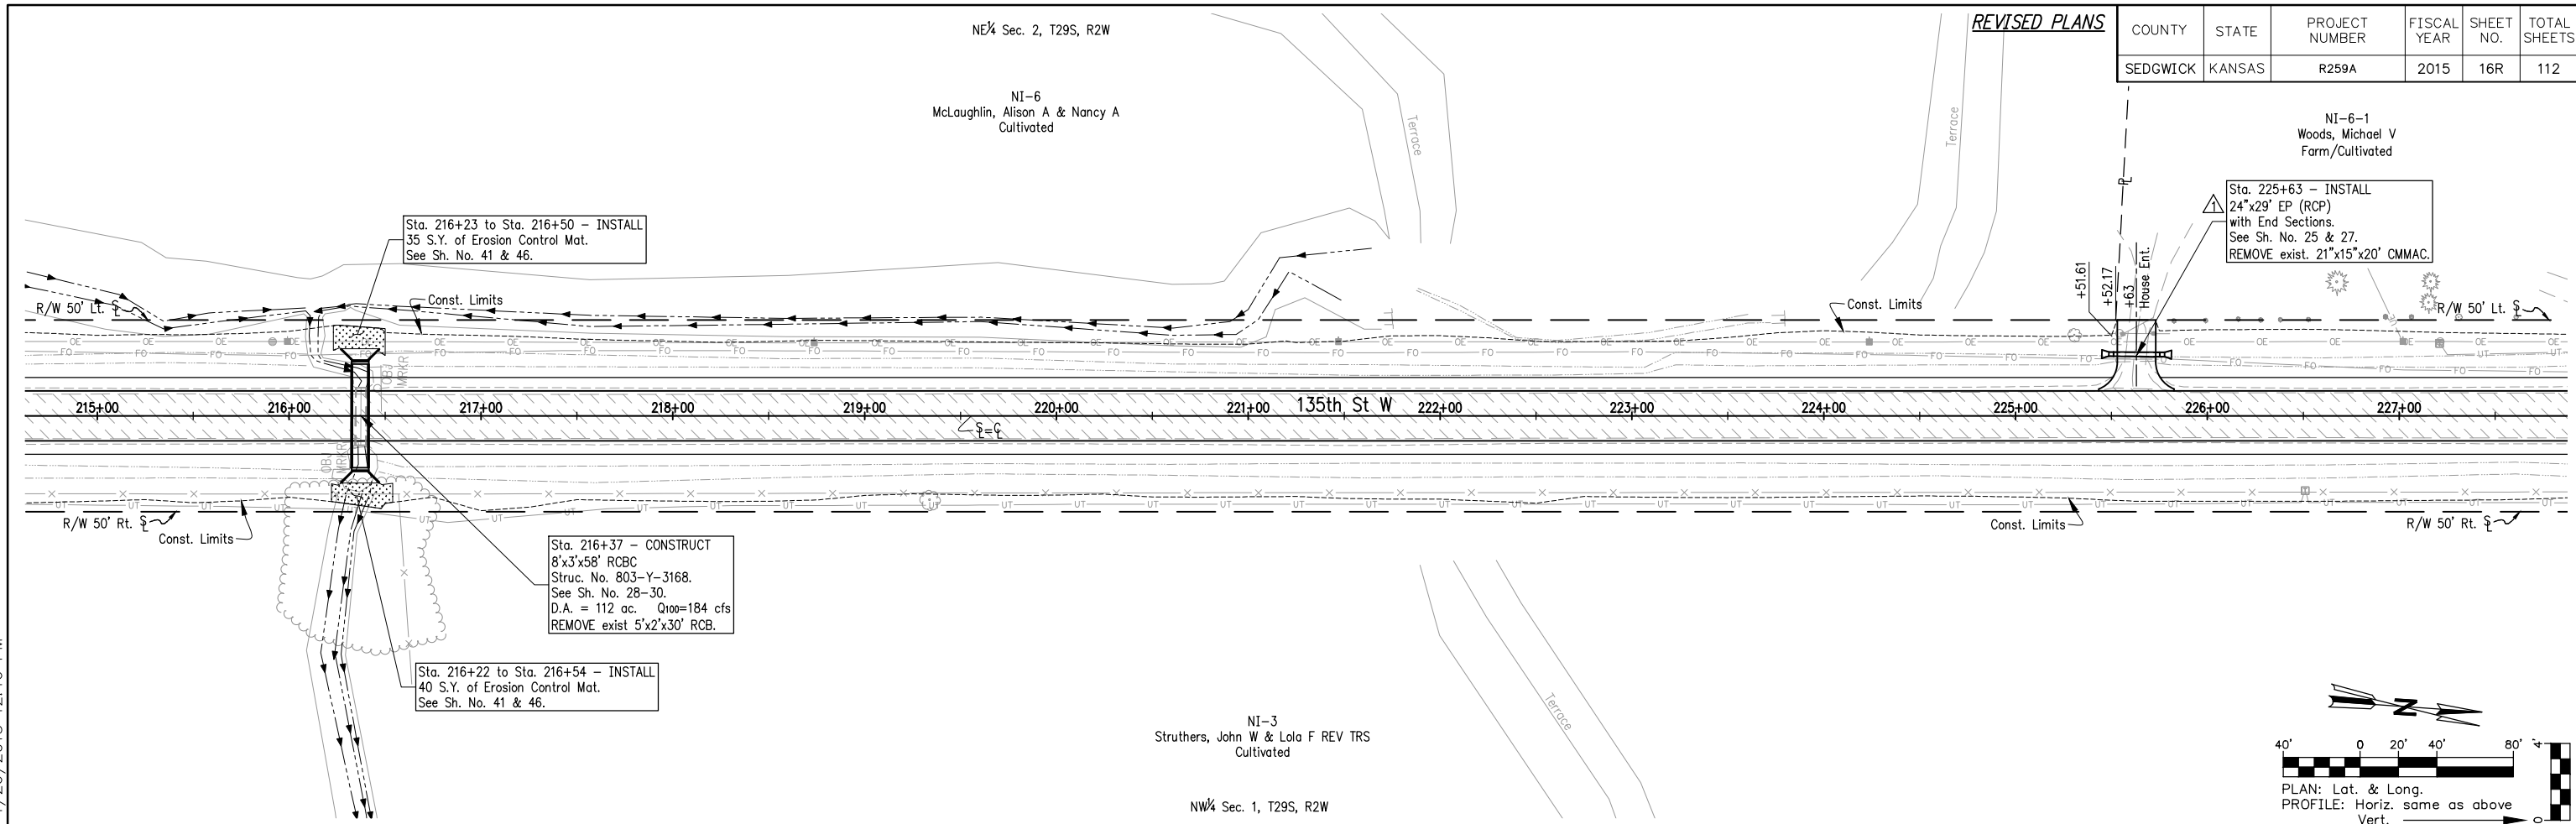 REVISED PLANS
COUNTY STATE PROJECT NUMBER FISCAL YEAR SHEET NO. TOTAL SHEETS
SEDGWICK KANSAS R259A 2015 16R 112
NE¼ Sec. 2, T29S, R2W
NI-6
McLaughlin, Alison A & Nancy A
Cultivated
Terrace
Terrace
NI-6-1
Woods, Michael V
Farm/Cultivated
Sta. 225+63 - INSTALL
24"x29' EP (RCP)
with End Sections.
See Sh. No. 25 & 27.
REMOVE exist. 21"x15"x20' CMMAC.
1
Sta. 216+23 to Sta. 216+50 - INSTALL
35 S.Y. of Erosion Control Mat.
See Sh. No. 41 & 46.
R/W 50' Lt.
Const. Limits
Const. Limits
+51.61
+52.17
+63
House Ent.
R/W 50' Lt.
OBJ
MRKR
215+00 216+00 217+00 218+00 219+00 220+00 221+00 135th St W 222+00 223+00 224+00 225+00 226+00 227+00
OBJ
MRKR
R/W 50' Rt.
Const. Limits
Const. Limits
R/W 50' Rt.
Sta. 216+37 - CONSTRUCT
8'x3'x58' RCBC
Struc. No. 803-Y-3168.
See Sh. No. 28-30.
D.A. = 112 ac. Q100=184 cfs
REMOVE exist 5'x2'x30' RCB.
Sta. 216+22 to Sta. 216+54 - INSTALL
40 S.Y. of Erosion Control Mat.
See Sh. No. 41 & 46.
Terrace
NI-3
Struthers, John W & Lola F REV TRS
Cultivated
NW¼ Sec. 1, T29S, R2W
N
40' 0 20' 40' 80'
4'
0
PLAN: Lat. & Long.
PROFILE: Horiz. same as above
Vert.